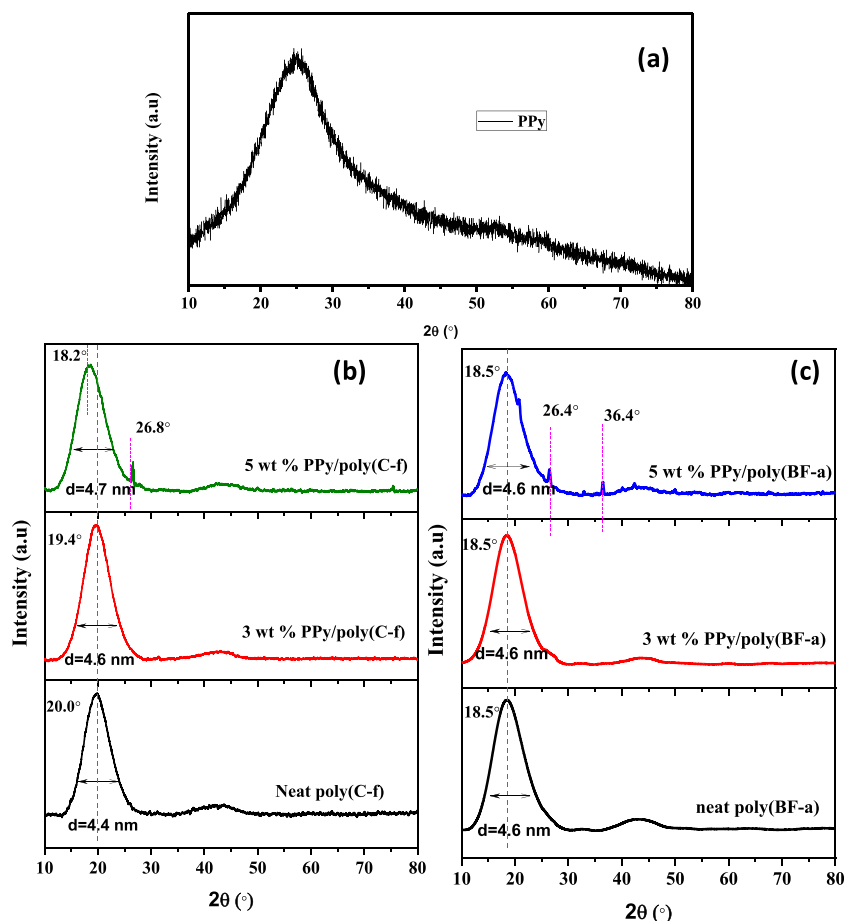 (a)
PPy
Intensity (a.u)
10 20 30 40 50 60 70 80
2θ (°)
(b)
18.2°
26.8°
5 wt % PPy/poly(C-f)
d=4.7 nm
19.4°
3 wt % PPy/poly(C-f)
d=4.6 nm
20.0°
Neat poly(C-f)
d=4.4 nm
Intensity (a.u)
10 20 30 40 50 60 70 80
2θ (°)
(c)
18.5°
26.4°
36.4°
5 wt % PPy/poly(BF-a)
d=4.6 nm
18.5°
3 wt % PPy/poly(BF-a)
d=4.6 nm
18.5°
neat poly(BF-a)
d=4.6 nm
Intensity (a.u)
10 20 30 40 50 60 70 80
2θ (°)